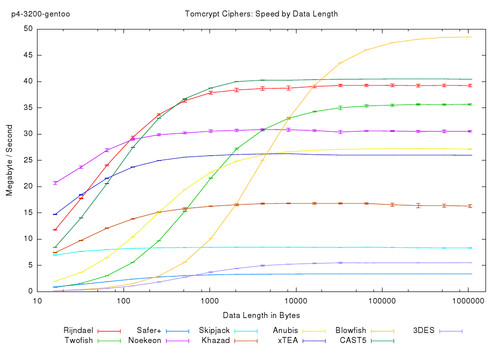 p4-3200-gentoo
Tomcrypt Ciphers: Speed by Data Length
Megabyte / Second
50
45
40
35
30
25
20
15
10
5
0
10 100 1000 10000 100000 1000000
Data Length in Bytes
Rijndael Safer+ Skipjack Anubis Blowfish 3DES
Twofish Noekeon Khazad xTEA CAST5